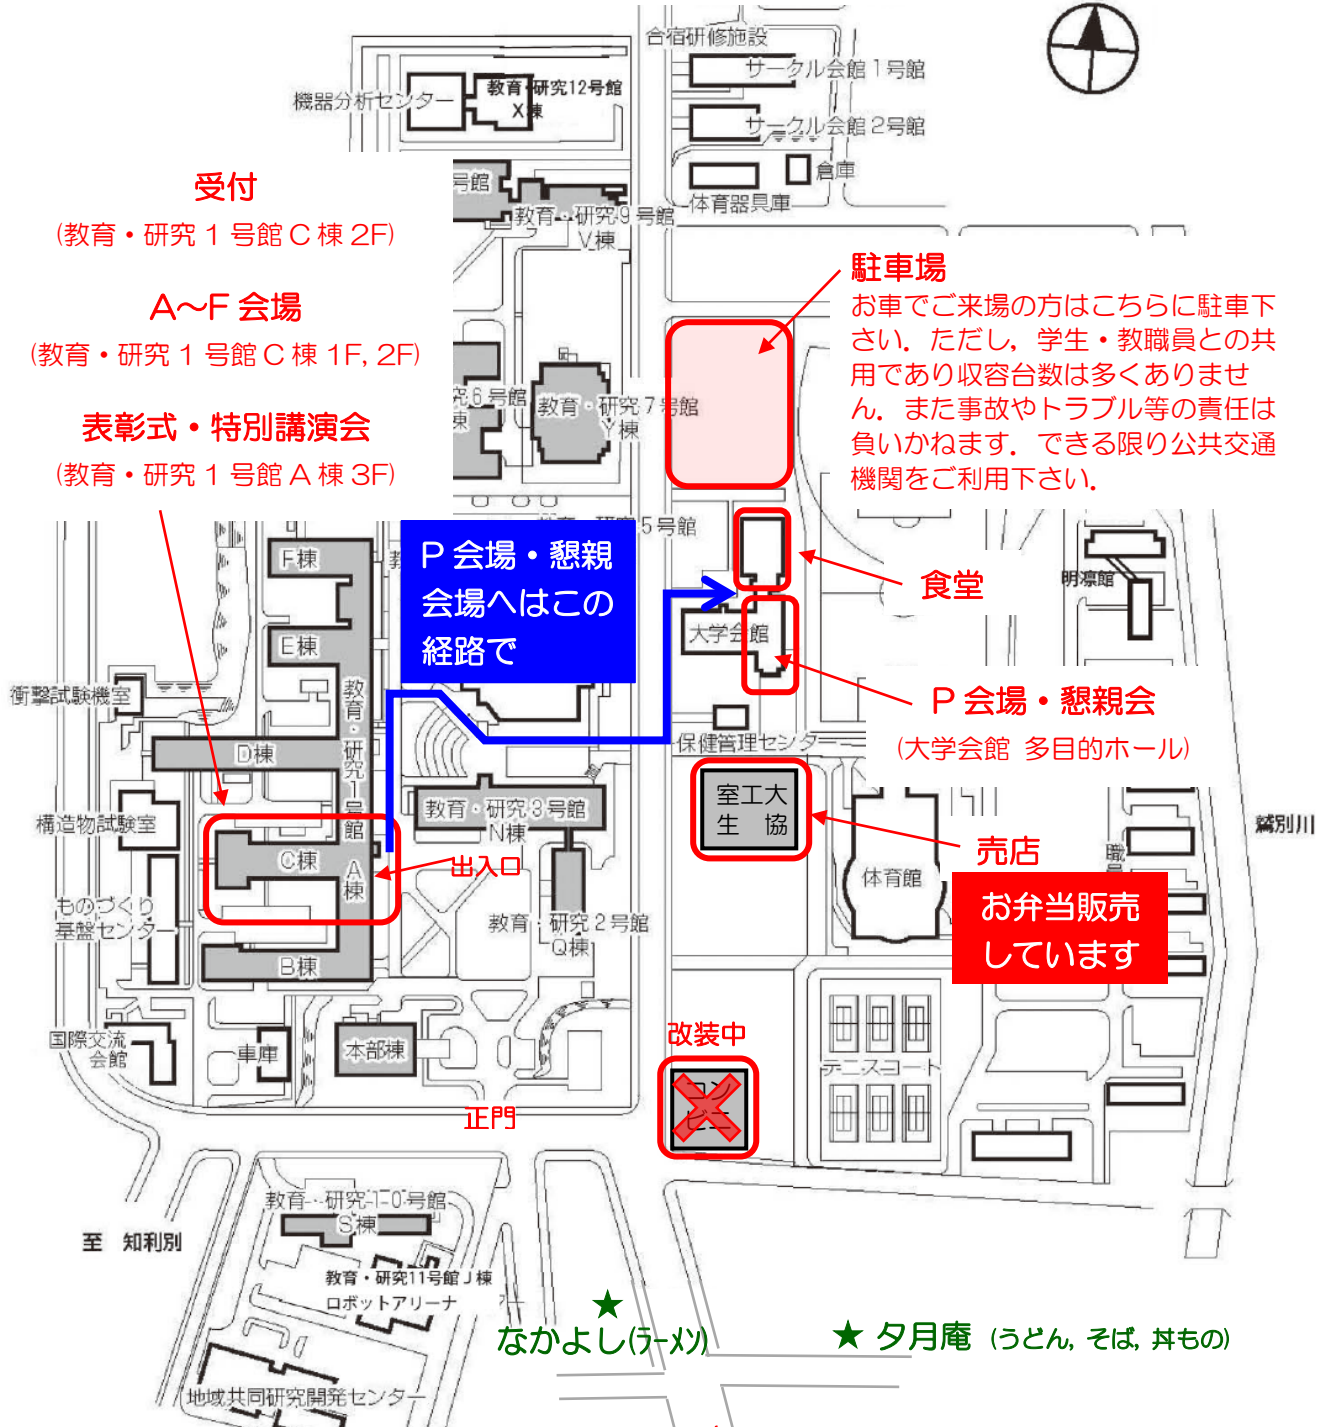 合宿研修施設
サークル会館１号館
機器分析センター
教育・研究12号館
X棟
サークル会館２号館
倉庫
体育器具庫
号館
教育・研究９号館
V棟
受付
(教育・研究１号館Ｃ棟 2F)
A～F 会場
(教育・研究１号館Ｃ棟 1F, 2F)
表彰式・特別講演会
(教育・研究１号館Ａ棟 3F)
駐車場
お車でご来場の方はこちらに駐車下
さい．ただし，学生・教職員との共
用であり収容台数は多くありませ
ん．また事故やトラブル等の責任は
負いかねます．できる限り公共交通
機関をご利用下さい．
究６号館
棟
教育・研究７号館
Y棟
教育・研究５号館
P 会場・懇親
会場へはこの
経路で
F棟
E棟
D棟
C棟
B棟
教育・研究１号館
A棟
食堂
明凛館
大学会館
P 会場・懇親会
(大学会館 多目的ホール)
衝撃試験機室
保健管理センター
構造物試験室
教育・研究３号館
N棟
室工大
生　協
売店
お弁当販売
しています
体育館
職
鷲別川
出入口
ものづくり
基盤センター
教育・研究２号館
Q棟
国際交流
会館
車庫
本部棟
改装中
コン
ビニ
テニスコート
正門
教育・研究１０号館
S棟
至　知利別
教育・研究11号館Ｊ棟
ロボットアリーナ
★
なかよし(ﾗｰﾒﾝ)
★ 夕月庵 (うどん, そば, 丼もの)
地域共同研究開発センター